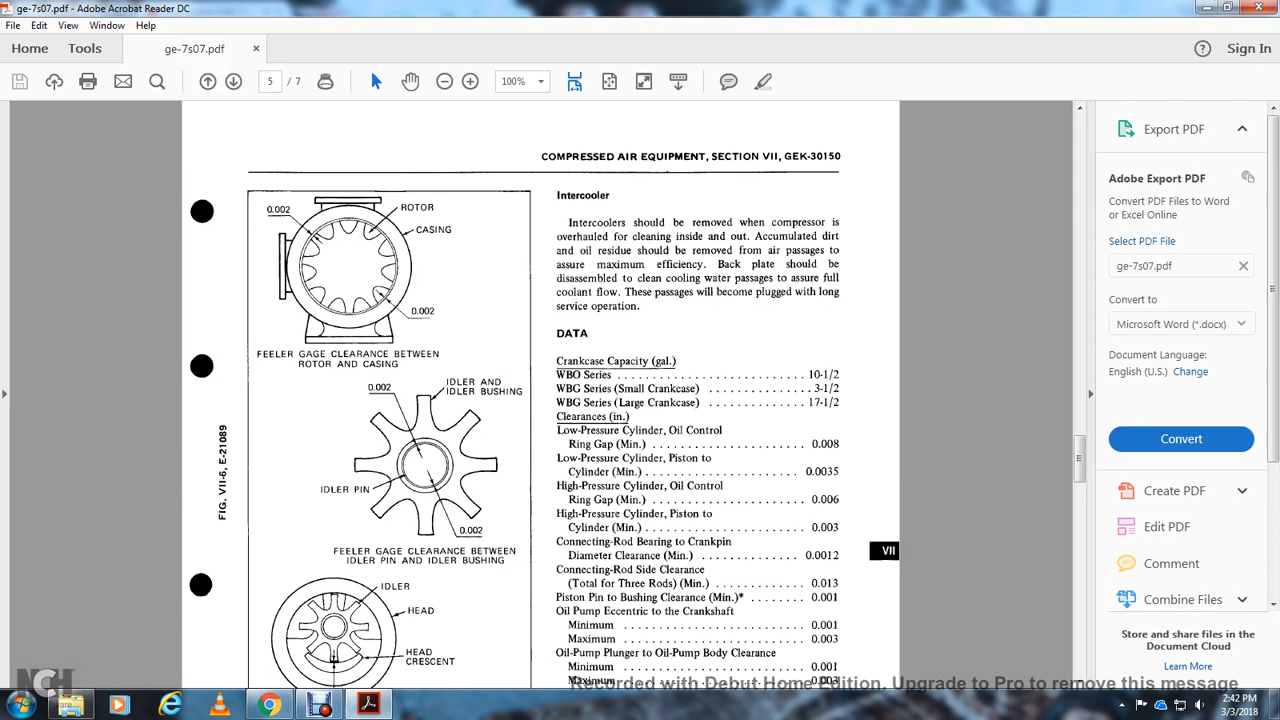 ge-7s07.pdf - Adobe Acrobat Reader DC
File Edit View Window Help
Home Tools ge-7s07.pdf × Sign In
5 / 7 100%
COMPRESSED AIR EQUIPMENT, SECTION VII, GEK-30150
0.002
ROTOR
CASING
0.002
FEELER GAGE CLEARANCE BETWEEN
ROTOR AND CASING
0.002
IDLER AND
IDLER BUSHING
IDLER PIN
0.002
FEELER GAGE CLEARANCE BETWEEN
IDLER PIN AND IDLER BUSHING
IDLER
HEAD
HEAD
CRESCENT
FIG. VII-6, E-21089
Intercooler
Intercoolers should be removed when compressor is
overhauled for cleaning inside and out. Accumulated dirt
and oil residue should be removed from air passages to
assure maximum efficiency. Back plate should be
disassembled to clean cooling water passages to assure full
coolant flow. These passages will become plugged with long
service operation.
DATA
Crankcase Capacity (gal.)
WBO Series . . . . . . . . . . . . . . . . . . . . . . . . . . . 10-1/2
WBG Series (Small Crankcase) . . . . . . . . . . . . . . 3-1/2
WBG Series (Large Crankcase) . . . . . . . . . . . . . . 17-1/2
Clearances (in.)
Low-Pressure Cylinder, Oil Control
Ring Gap (Min.) . . . . . . . . . . . . . . . . . . . . . . 0.008
Low-Pressure Cylinder, Piston to
Cylinder (Min.) . . . . . . . . . . . . . . . . . . . . . . 0.0035
High-Pressure Cylinder, Oil Control
Ring Gap (Min.) . . . . . . . . . . . . . . . . . . . . . . 0.006
High-Pressure Cylinder, Piston to
Cylinder (Min.) . . . . . . . . . . . . . . . . . . . . . . 0.003
Connecting-Rod Bearing to Crankpin
Diameter Clearance (Min.) . . . . . . . . . . . . . . . 0.0012
Connecting-Rod Side Clearance
(Total for Three Rods) (Min.) . . . . . . . . . . . . . 0.013
Piston Pin to Bushing Clearance (Min.)* . . . . . . . . 0.001
Oil Pump Eccentric to the Crankshaft
Minimum . . . . . . . . . . . . . . . . . . . . . . . . . . 0.001
Maximum . . . . . . . . . . . . . . . . . . . . . . . . . . 0.003
Oil-Pump Plunger to Oil-Pump Body Clearance
Minimum . . . . . . . . . . . . . . . . . . . . . . . . . . 0.001
Maximum . . . . . . . . . . . . . . . . . . . . . . . . . . 0.003
VII
Export PDF
Adobe Export PDF
Convert PDF Files to Word
or Excel Online
Select PDF File
ge-7s07.pdf
Convert to
Microsoft Word (*.docx)
Document Language:
English (U.S.) Change
Convert
Create PDF
Edit PDF
Comment
Combine Files
Store and share files in the
Document Cloud
Learn More
NCH
Recorded with Debut Home Edition. Upgrade to Pro to remove this message
2:42 PM
3/3/2018